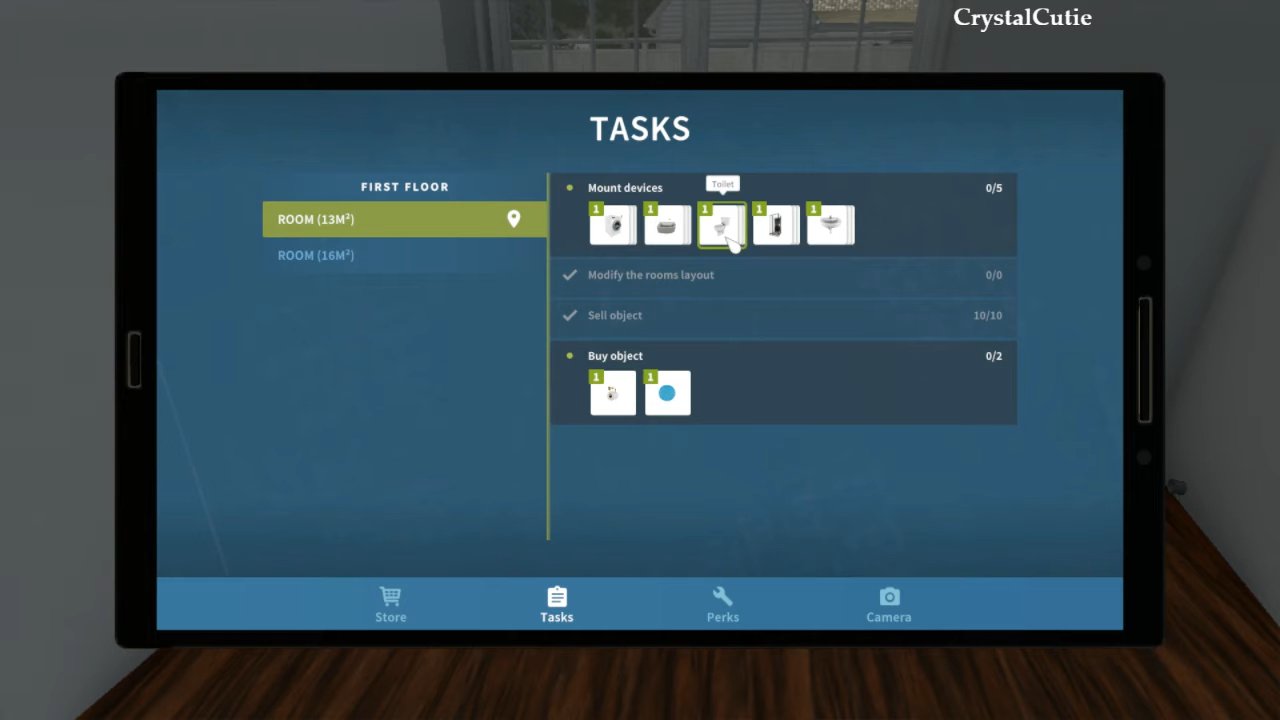 CrystalCutie
TASKS
FIRST FLOOR
ROOM (13M²)
ROOM (16M²)
Mount devices 0/5
Toilet
1 1 1 1 1
Modify the rooms layout 0/0
Sell object 10/10
Buy object 0/2
1 1
Store Tasks Perks Camera